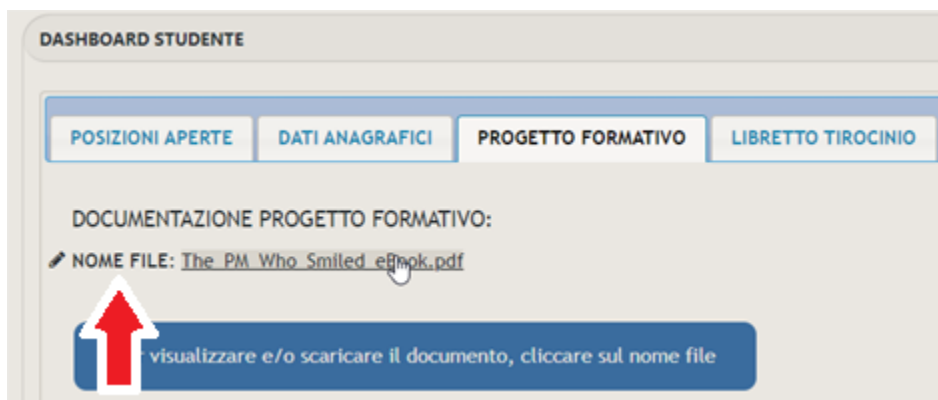 DASHBOARD STUDENTE
POSIZIONI APERTE
DATI ANAGRAFICI
PROGETTO FORMATIVO
LIBRETTO TIROCINIO
DOCUMENTAZIONE PROGETTO FORMATIVO:
NOME FILE: The_PM_Who_Smiled_eBook.pdf
visualizzare e/o scaricare il documento, cliccare sul nome file